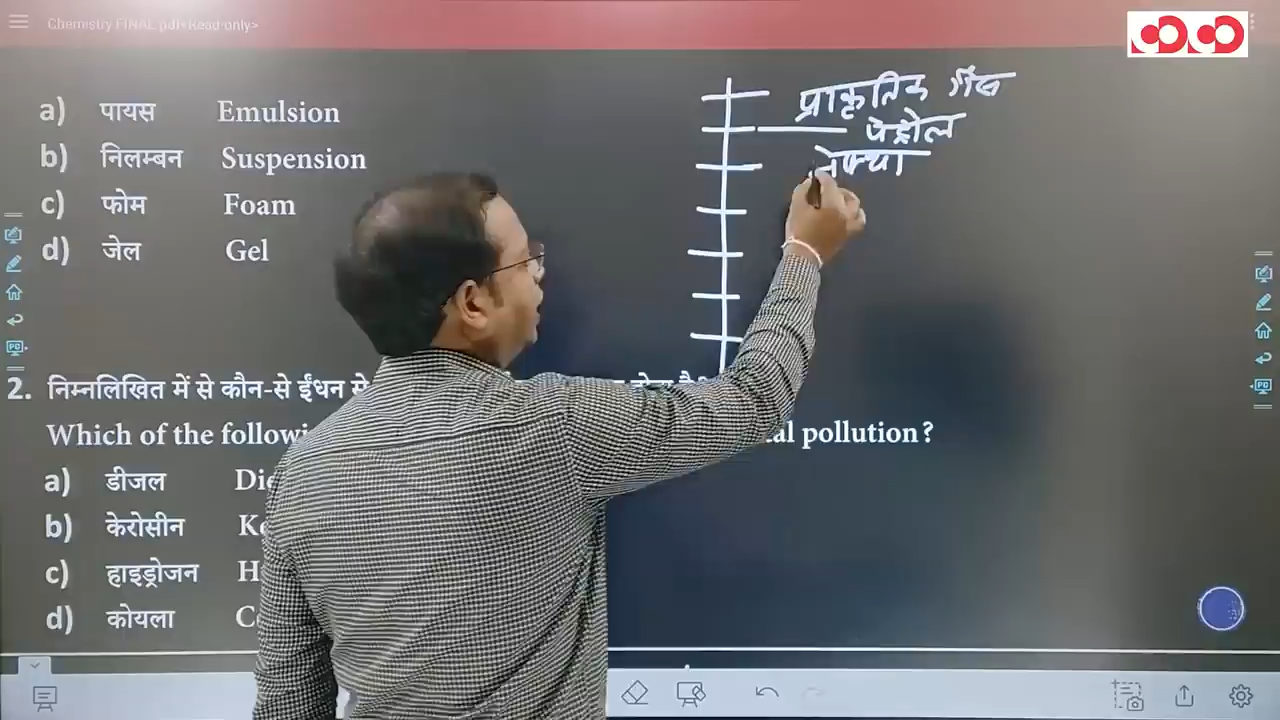 Chemistry FINAL.pdf<Read-only>
a) पायस Emulsion
b) निलम्बन Suspension
c) फोम Foam
d) जेल Gel
प्राकृतिक गैस
पेट्रोल
नेफ्था
2. निम्नलिखित में से कौन-से ईंधन से
Which of the followi al pollution?
a) डीजल Die
b) केरोसीन Ke
c) हाइड्रोजन H
d) कोयला C